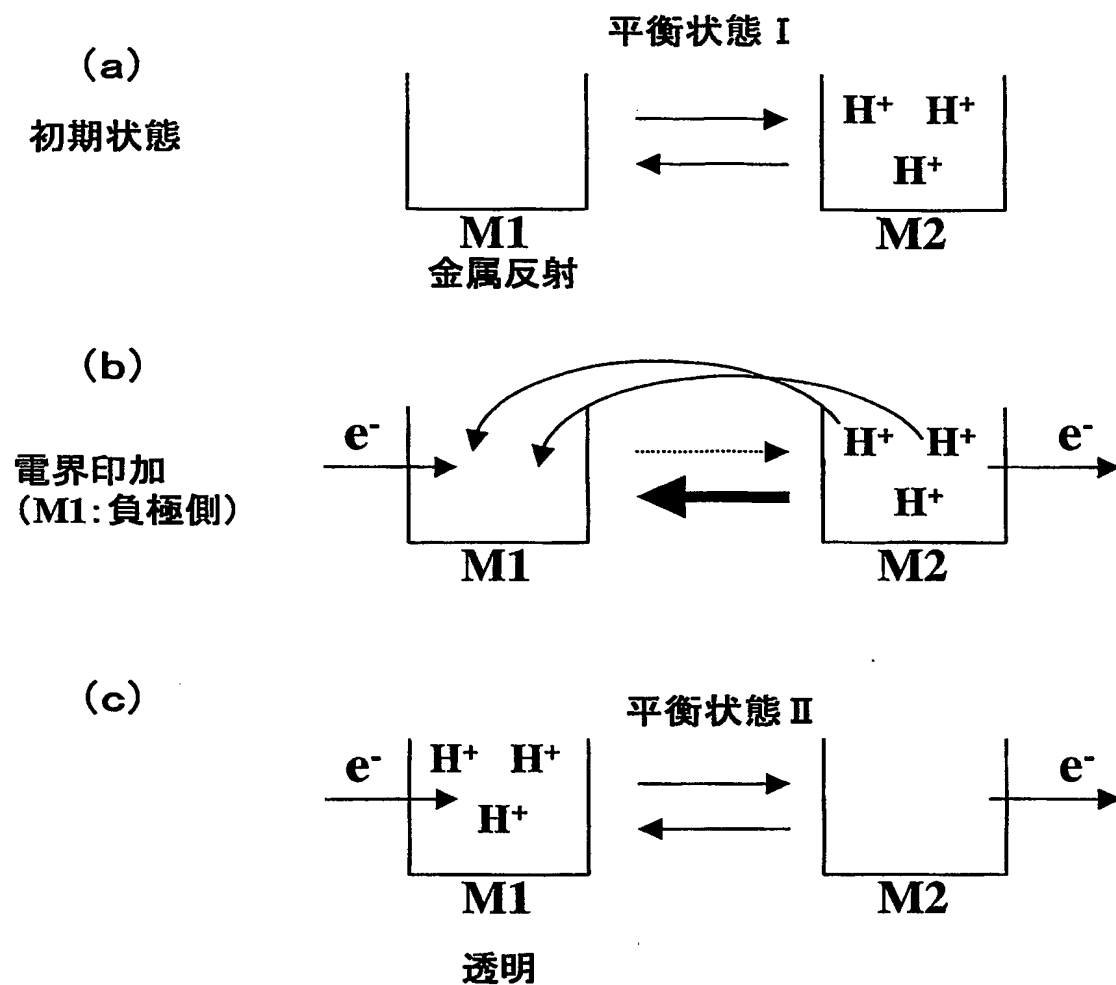 (a)
初期状態
平衡状態 I
H⁺ H⁺
H⁺
M1
金属反射
M2
(b)
電界印加
(M1:負極側)
e⁻
H⁺ H⁺
H⁺
e⁻
M1
M2
(c)
平衡状態 II
e⁻
H⁺ H⁺
H⁺
e⁻
M1
透明
M2